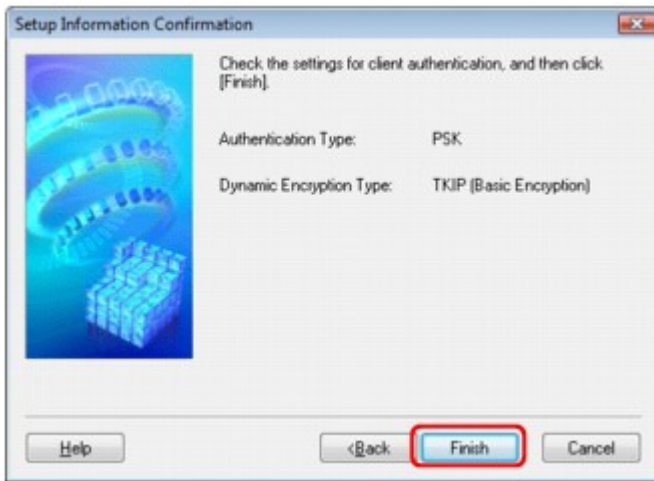 Setup Information Confirmation
Check the settings for client authentication, and then click
[Finish].
Authentication Type: PSK
Dynamic Encryption Type: TKIP (Basic Encryption)
Help <Back Finish Cancel